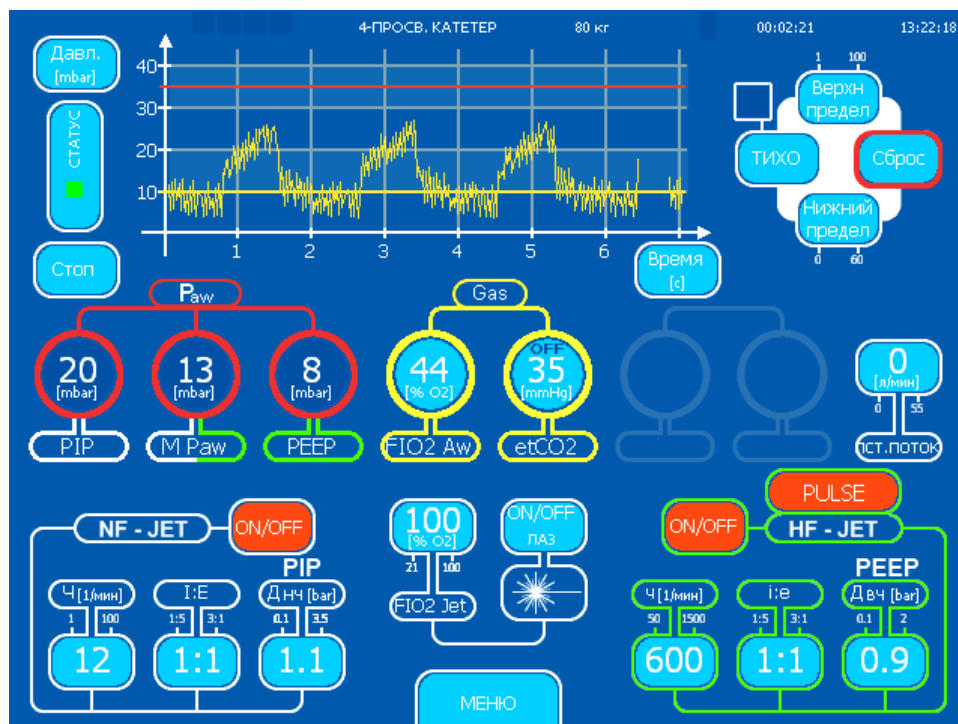 4-ПРОСВ. КАТЕТЕР 80 кг 00:02:21 13:22:18
Давл.
[mbar]
СТАТУС
Стоп
40
30
20
10
1 2 3 4 5 6 7
Время
[с]
1 100
Верхн
предел
ТИХО
Сброс
Нижний
предел
0 60
Paw
20
[mbar]
PIP
13
[mbar]
M Paw
8
[mbar]
PEEP
Gas
44
[% O2]
FIO2 Aw
OFF
35
[mmHg]
etCO2
0
[л/мин]
0 55
ПСТ.ПОТОК
NF - JET
ON/OFF
PIP
Ч[1/мин]
1 100
12
I:E
1:5 3:1
1:1
Днч [bar]
0.1 3.5
1.1
100
[% O2]
21 100
FIO2 Jet
ON/OFF
ЛАЗ
МЕНЮ
PULSE
ON/OFF
HF - JET
PEEP
Ч[1/мин]
50 1500
600
i:e
1:5 3:1
1:1
Двч [bar]
0.1 2
0.9